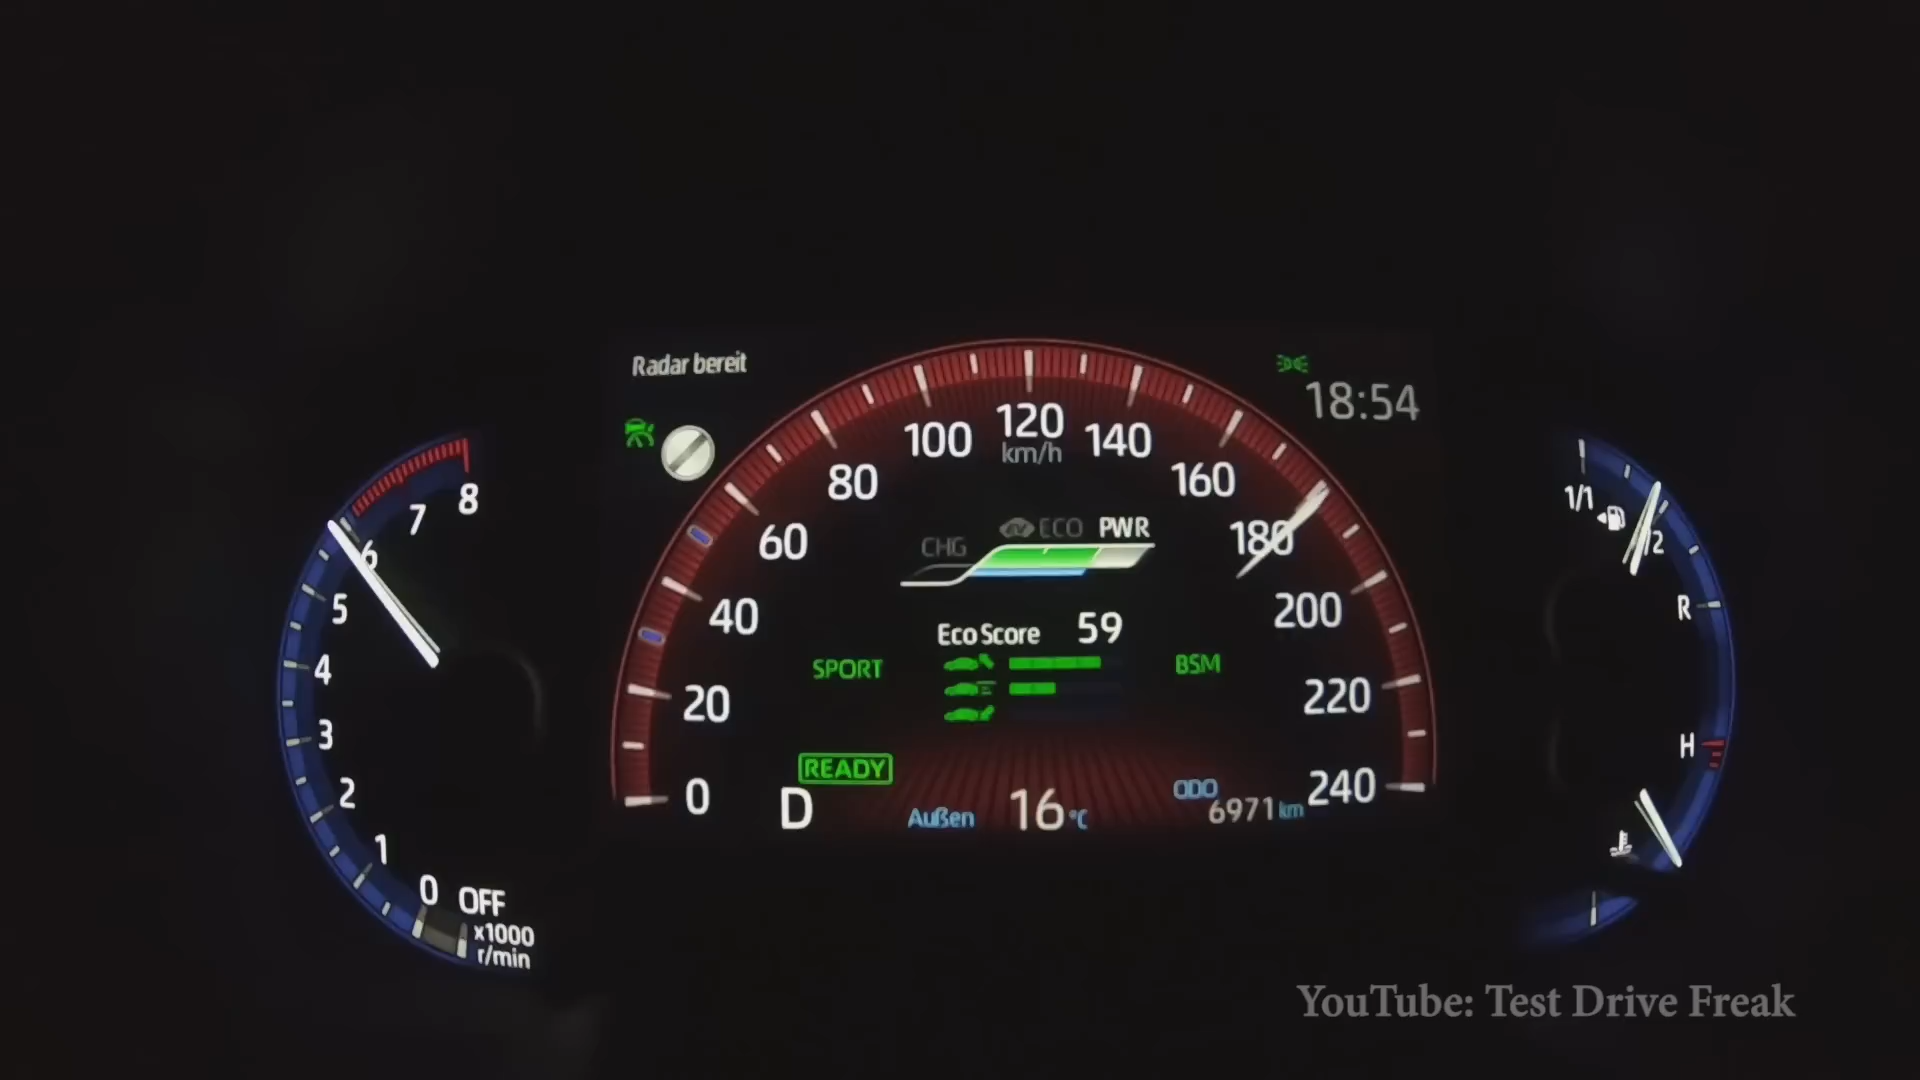 Radar bereit
18:54
8
7
6
5
4
3
2
1
0 OFF
x1000
r/min
0
20
40
60
80
100
120
km/h
140
160
180
200
220
240
CHG
ECO PWR
Eco Score 59
SPORT
BSM
READY
D
Außen 16°C
ODO
6971 km
1/1
R
H
YouTube: Test Drive Freak